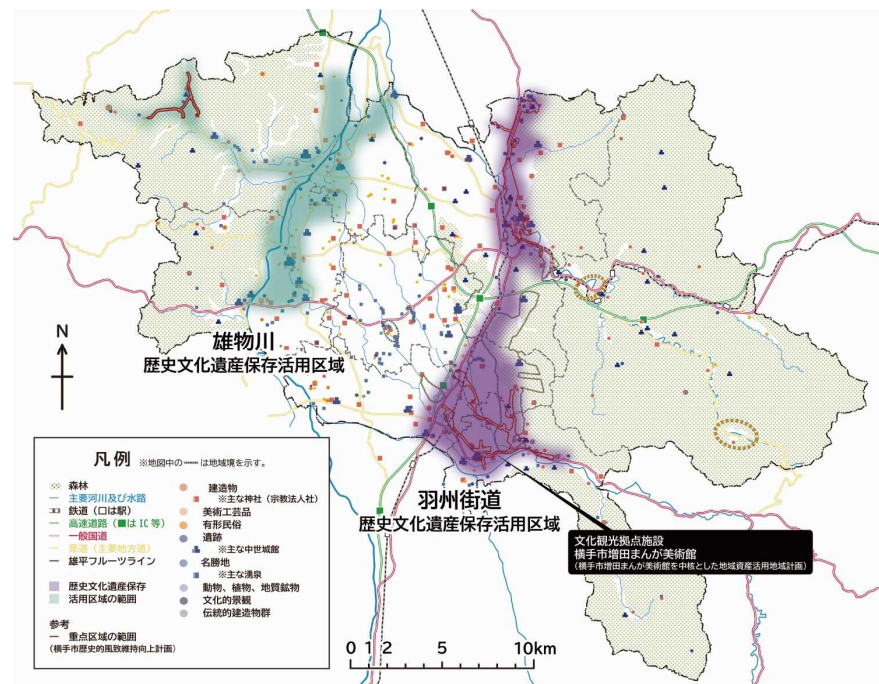 N
雄物川
歴史文化遺産保存活用区域
羽州街道
歴史文化遺産保存活用区域
文化観光拠点施設
横手市増田まんが美術館
(横手市増田まんが美術館を中核とした地域資産活用地域計画)
凡例 ※地図中の---は地域境を示す。
森林
主要河川及び水路
鉄道(口は駅)
高速道路(■はIC等)
一般国道
県道(主要地方道)
雄平フルーツライン
歴史文化遺産保存
活用区域の範囲
参考
重点区域の範囲
(横手市歴史的風致維持向上計画)
建造物
※主な神社(宗教法人社)
美術工芸品
有形民俗
遺跡
※主な中世城館
名勝地
※主な湧泉
動物、植物、地質鉱物
文化的景観
伝統的建造物群
0 1 2 5 10km